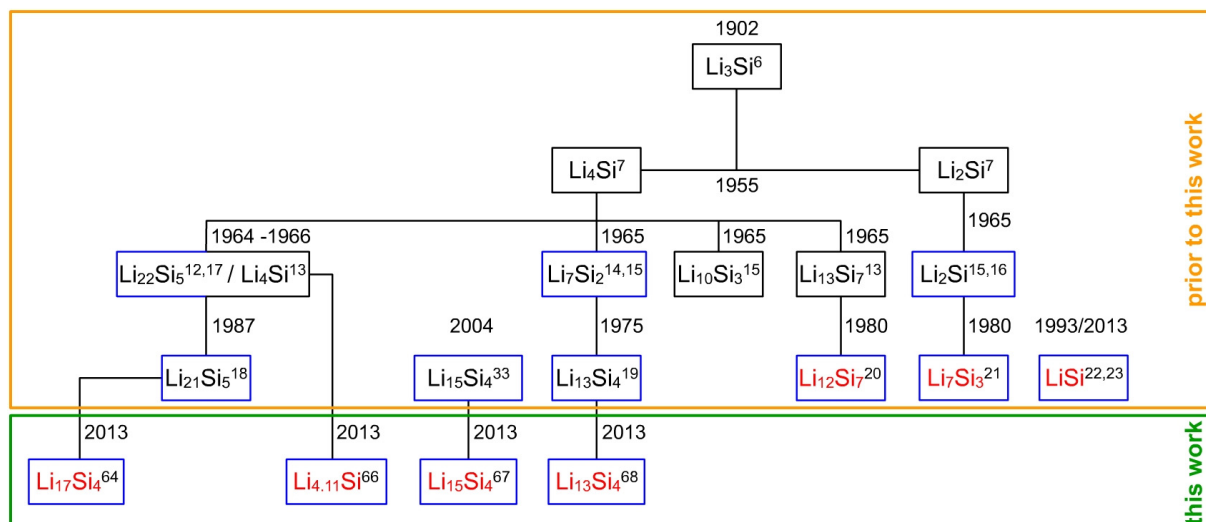 1902
Li₃Si⁶
Li₄Si⁷
1955
Li₂Si⁷
1964 -1966
1965
1965
1965
1965
Li₂₂Si₅¹²,¹⁷ / Li₄Si¹³
Li₇Si₂¹⁴,¹⁵
Li₁₀Si₃¹⁵
Li₁₃Si₇¹³
Li₂Si¹⁵,¹⁶
1987
2004
1975
1980
1980
1993/2013
Li₂₁Si₅¹⁸
Li₁₅Si₄³³
Li₁₃Si₄¹⁹
Li₁₂Si₇²⁰
Li₇Si₃²¹
LiSi²²,²³
prior to this work
2013
2013
2013
2013
Li₁₇Si₄⁶⁴
Li₄.₁₁Si⁶⁶
Li₁₅Si₄⁶⁷
Li₁₃Si₄⁶⁸
this work